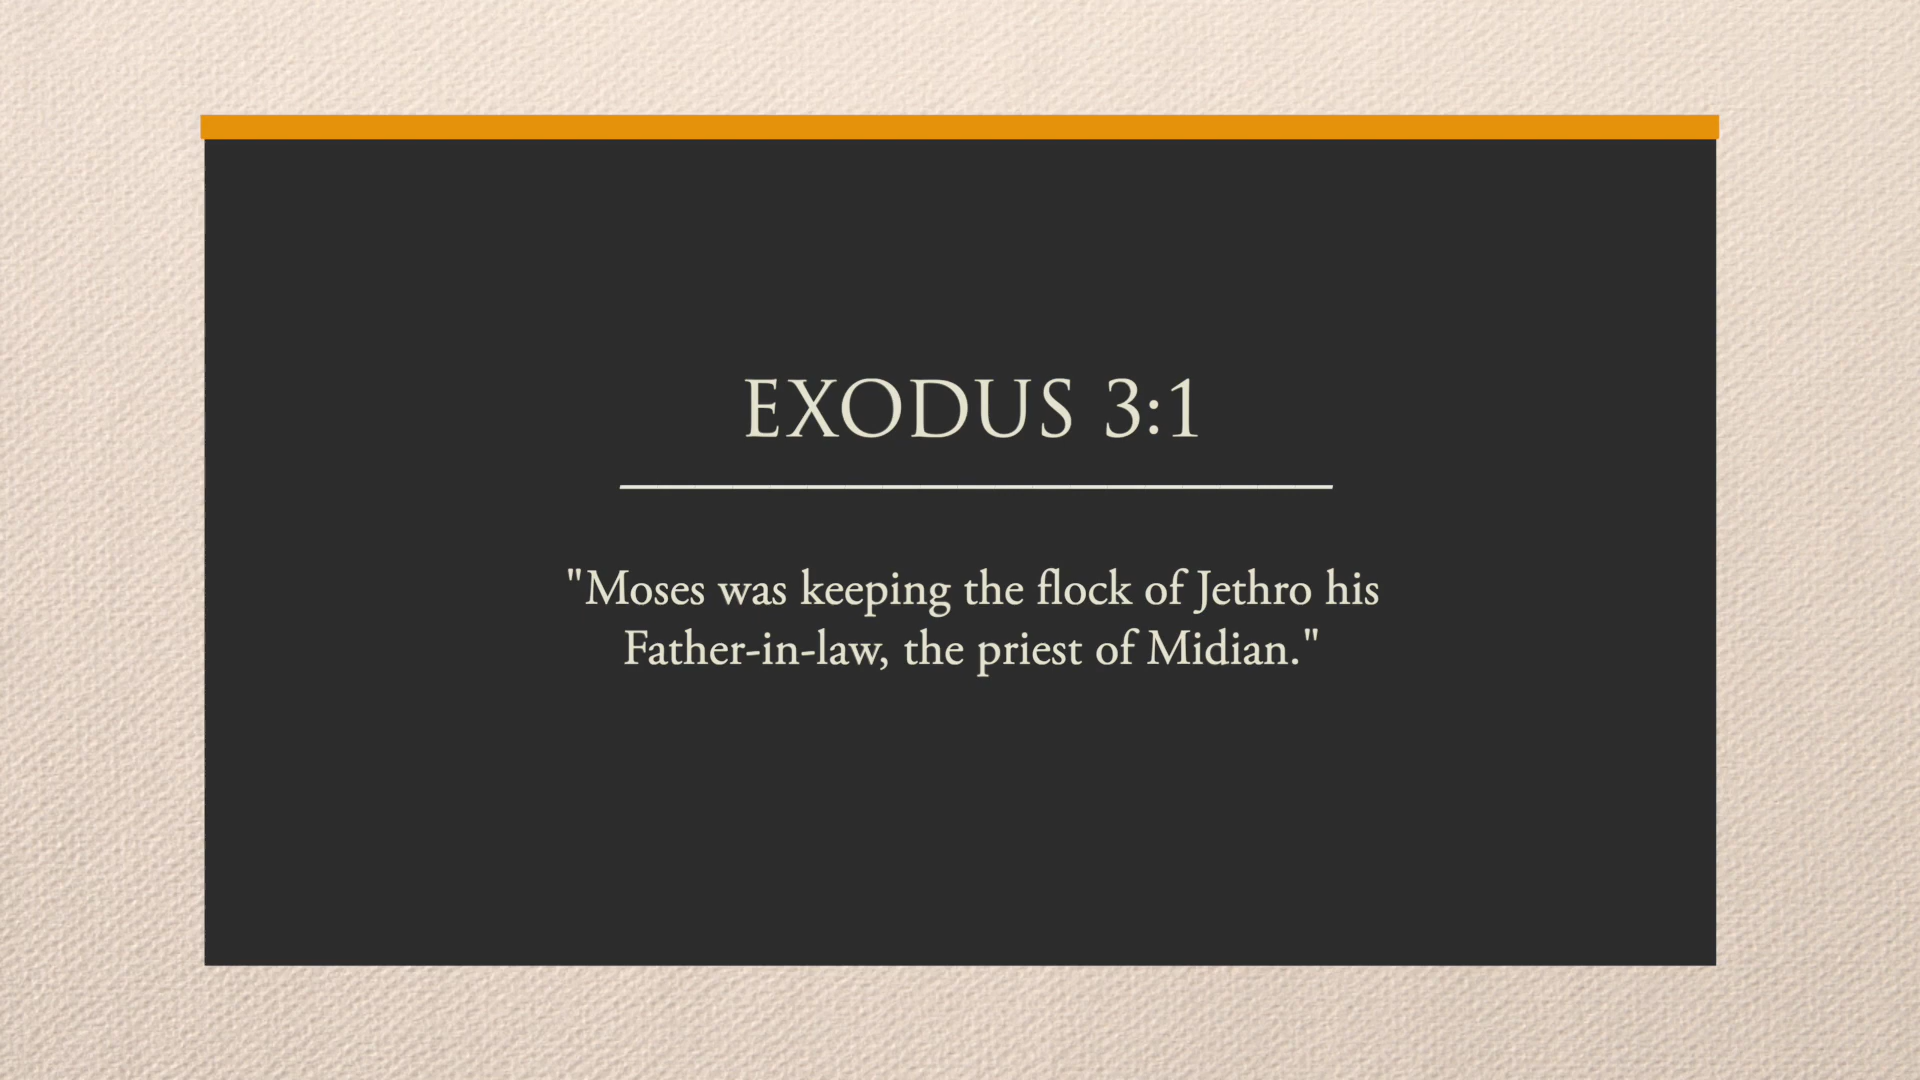 EXODUS 3:1
"Moses was keeping the flock of Jethro his
Father-in-law, the priest of Midian."